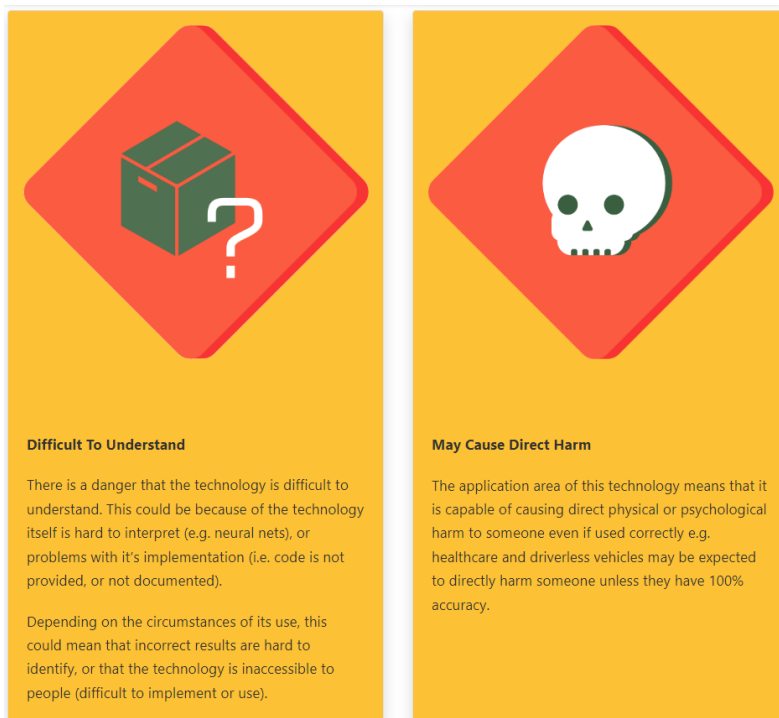 ?
Difficult To Understand
There is a danger that the technology is difficult to
understand. This could be because of the technology
itself is hard to interpret (e.g. neural nets), or
problems with it's implementation (i.e. code is not
provided, or not documented).
Depending on the circumstances of its use, this
could mean that incorrect results are hard to
identify, or that the technology is inaccessible to
people (difficult to implement or use).
May Cause Direct Harm
The application area of this technology means that it
is capable of causing direct physical or psychological
harm to someone even if used correctly e.g.
healthcare and driverless vehicles may be expected
to directly harm someone unless they have 100%
accuracy.